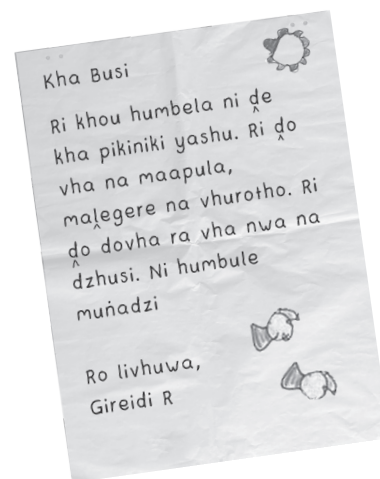 Kha Busi
Ri khou humbela ni ḓe
kha pikiniki yashu. Ri ḓo
vha na maapula,
maḽegere na vhurotho. Ri
ḓo dovha ra vha nwa na
dzhusi. Ni humbule
muṅadzi
Ro livhuwa,
Gireidi R